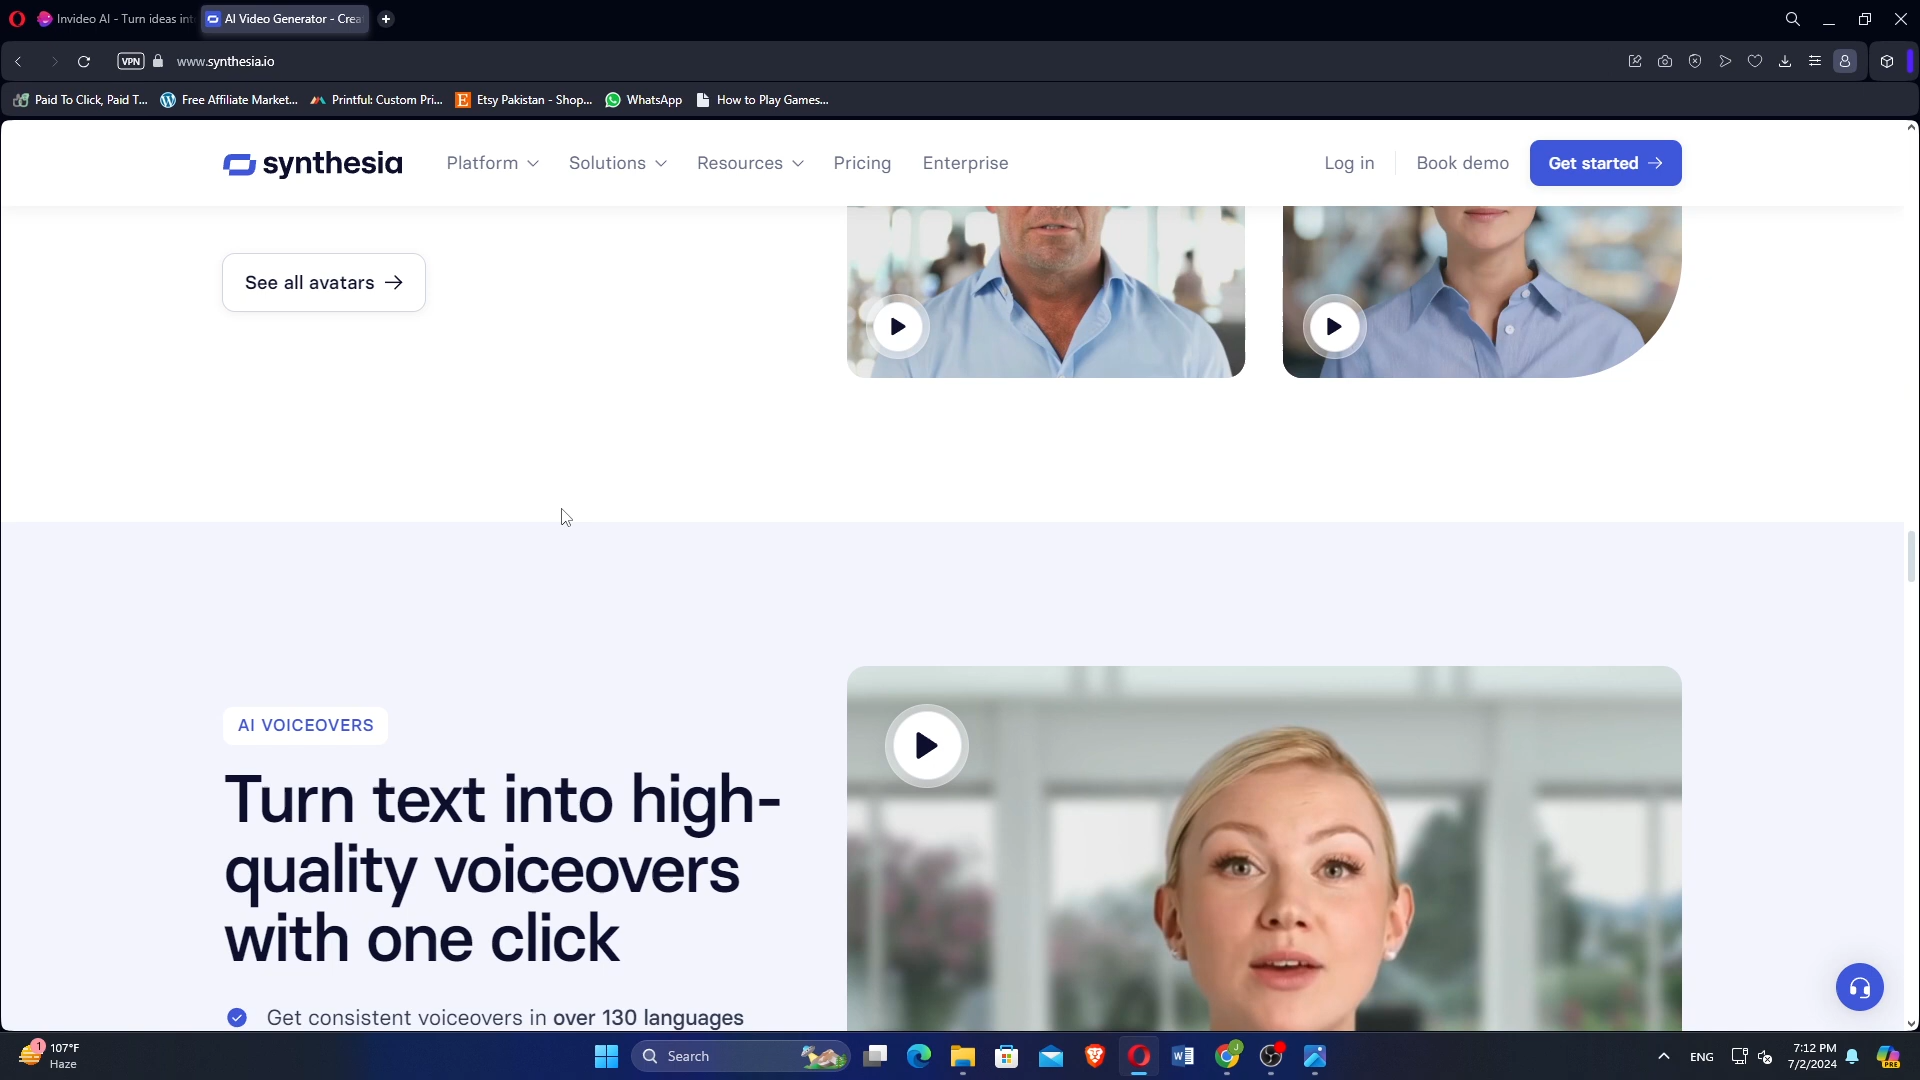 Invideo AI - Turn ideas int
AI Video Generator - Crea
VPN
www.synthesia.io
Paid To Click, Paid T...
Free Affiliate Market...
Printful: Custom Pri...
Etsy Pakistan - Shop...
WhatsApp
How to Play Games...
synthesia
Platform
Solutions
Resources
Pricing
Enterprise
Log in
Book demo
Get started
See all avatars
AI VOICEOVERS
Turn text into high-
quality voiceovers
with one click
Get consistent voiceovers in over 130 languages
1
107°F
Haze
Search
J
ENG
7:12 PM
7/2/2024
PRE